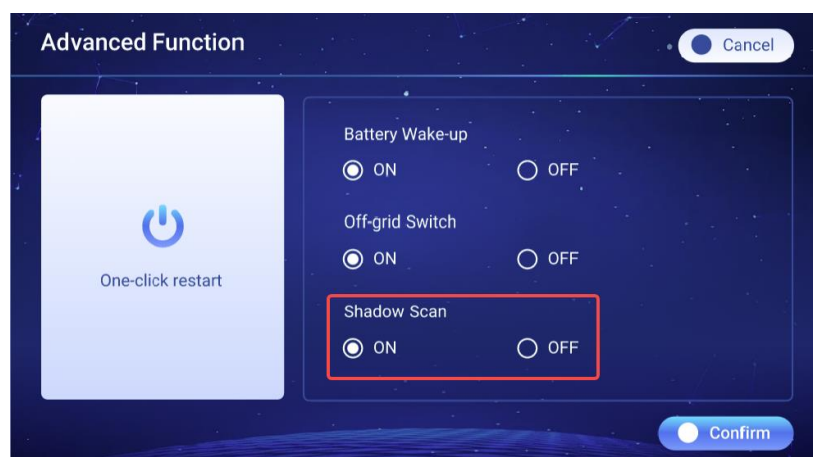 Advanced Function
Cancel
One-click restart
Battery Wake-up
ON OFF
Off-grid Switch
ON OFF
Shadow Scan
ON OFF
Confirm